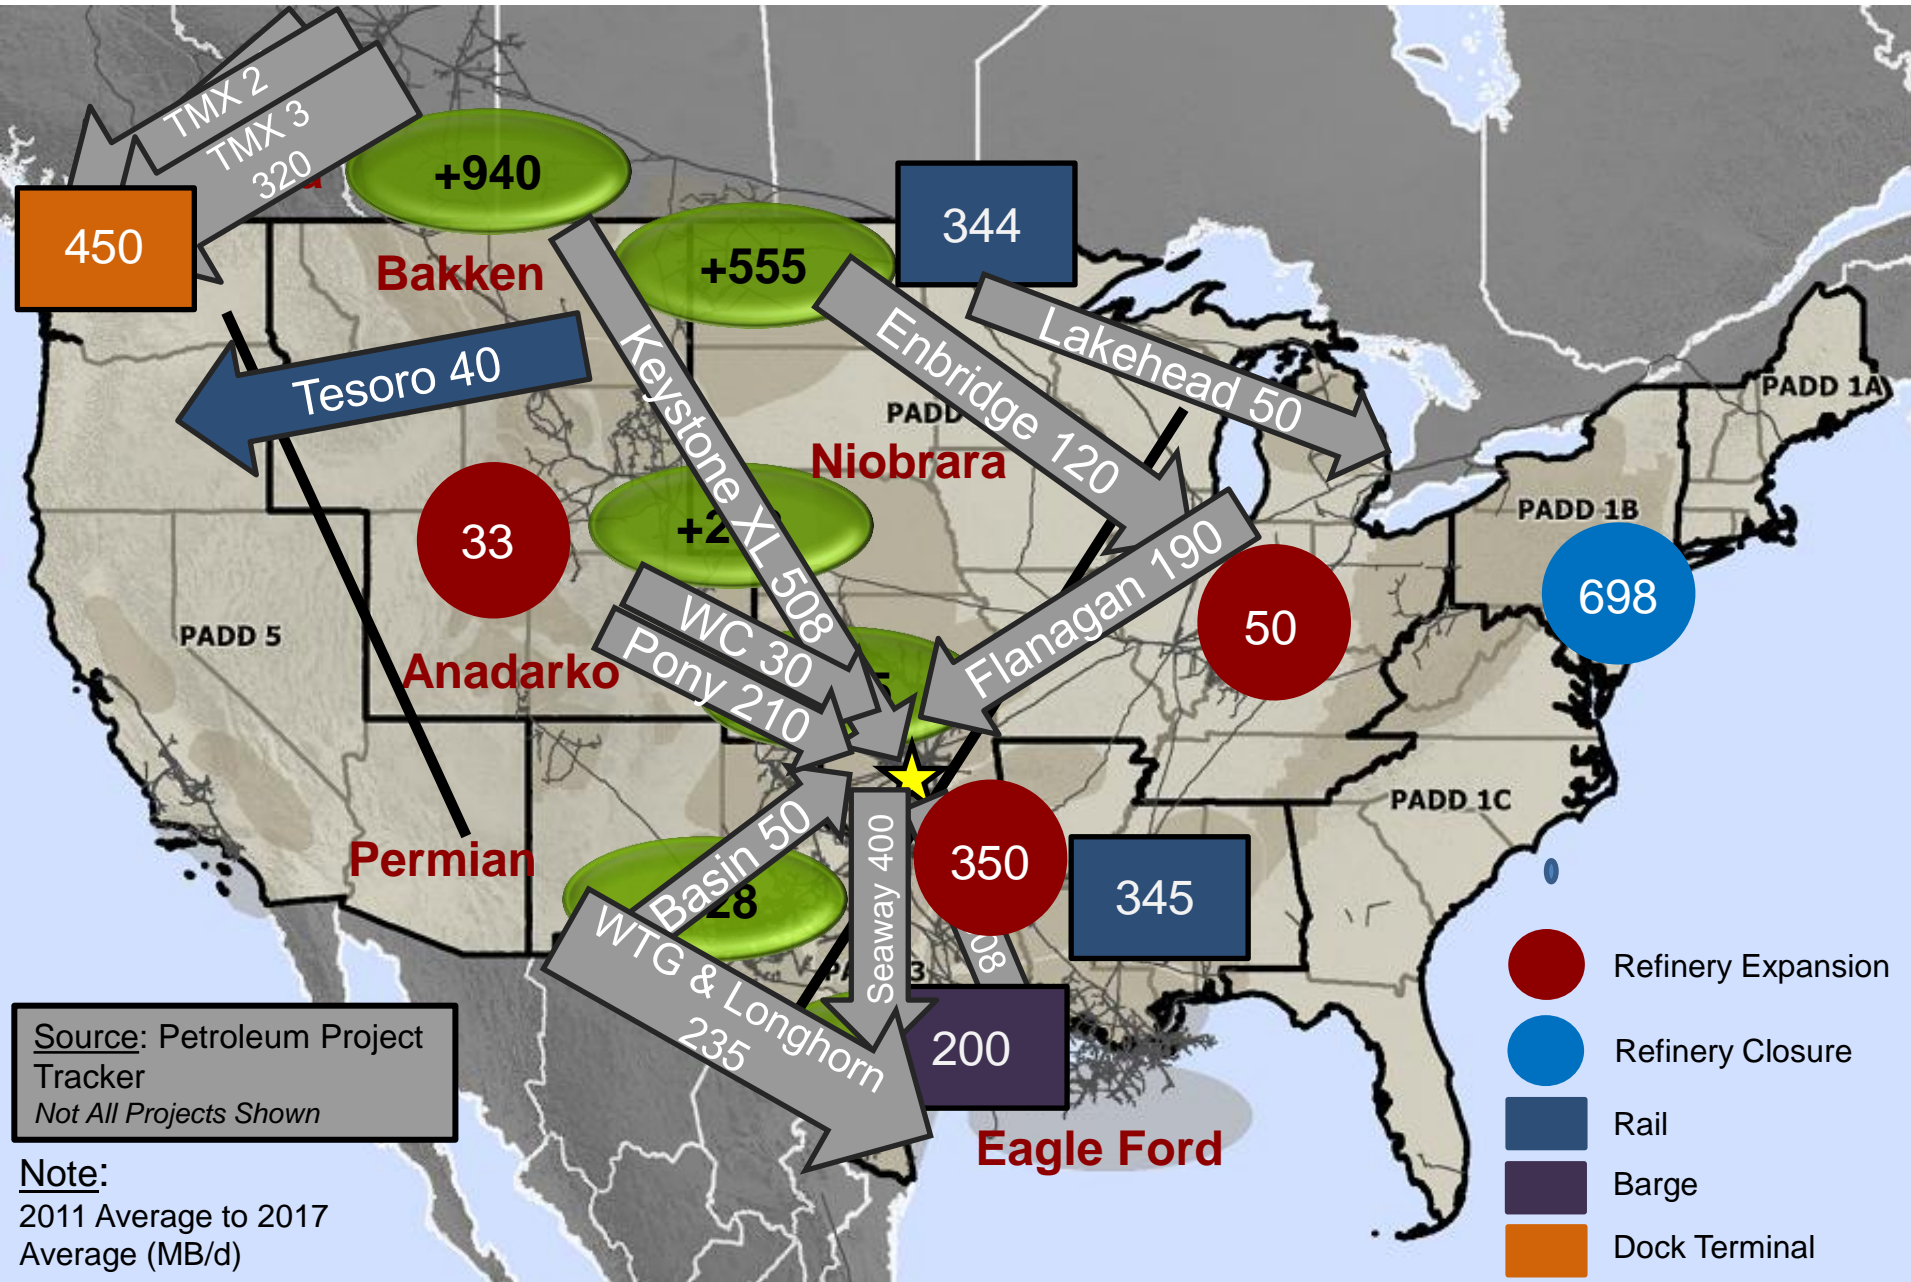 TMX 2
TMX 3
320
+940
450
344
+555
Bakken
Tesoro 40
Keystone XL 508
Enbridge 120
Lakehead 50
PADD 1A
PADD
Niobrara
33
PADD 1B
698
WC 30
Pony 210
Flanagan 190
50
PADD 5
Anadarko
PADD 1C
Permian
Basin 50
Seaway 400
350
345
WTG & Longhorn
235
200
Eagle Ford
Refinery Expansion
Refinery Closure
Rail
Barge
Dock Terminal
Source: Petroleum Project
Tracker
Not All Projects Shown
Note:
2011 Average to 2017
Average (MB/d)